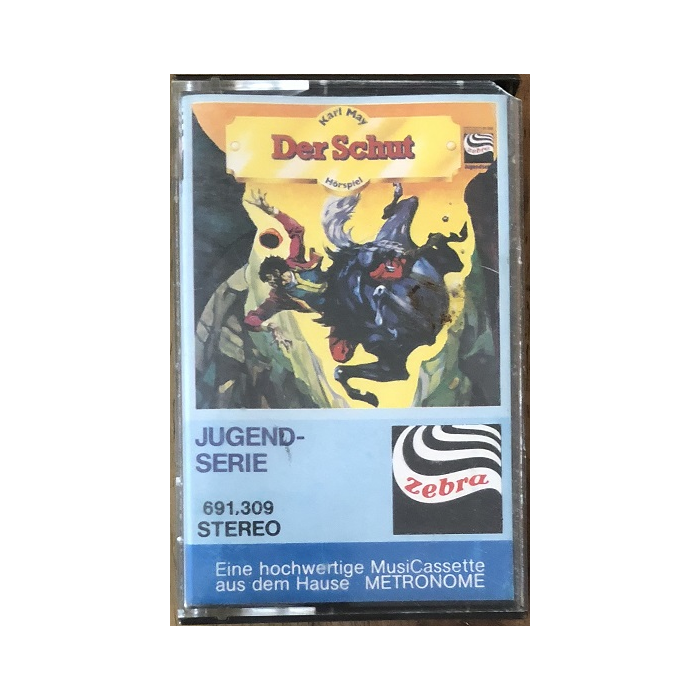 Karl May
Der Schut
Hörspiel
Zebra
JUGEND-
SERIE
Zebra
691.309
STEREO
Eine hochwertige MusiCassette
aus dem Hause METRONOME